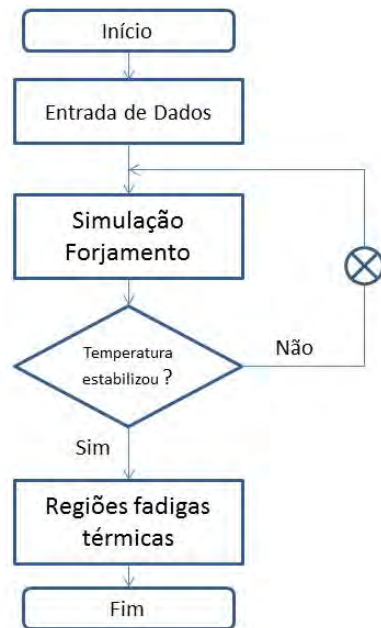 Início
Entrada de Dados
Simulação
Forjamento
Temperatura
estabilizou ?
Não
Sim
Regiões fadigas
térmicas
Fim